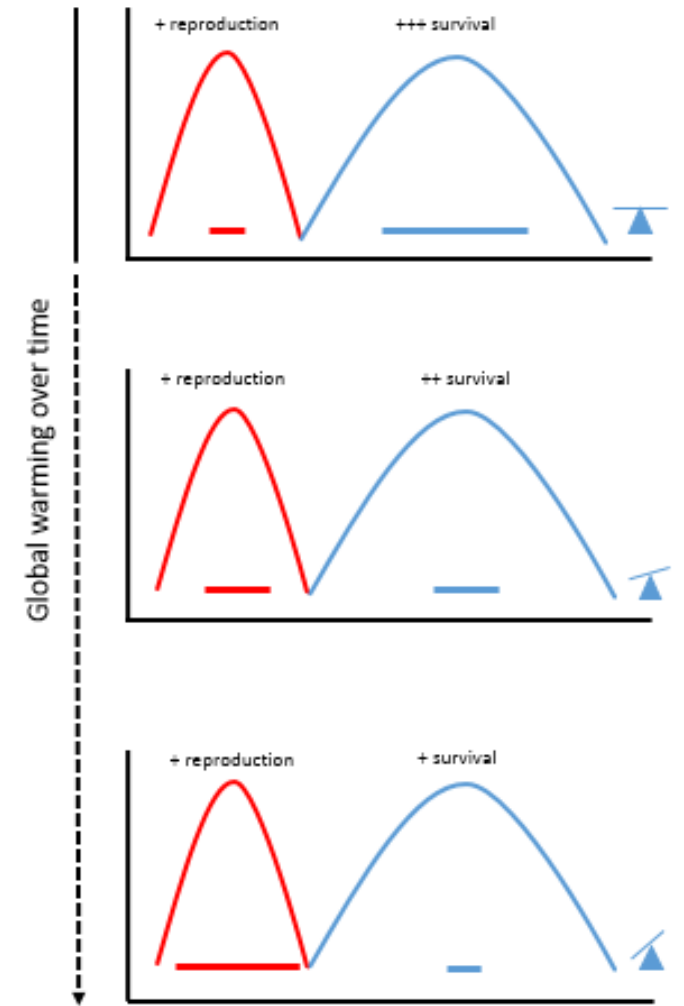 + reproduction
+++ survival
Global warming over time
+ reproduction
++ survival
+ reproduction
+ survival